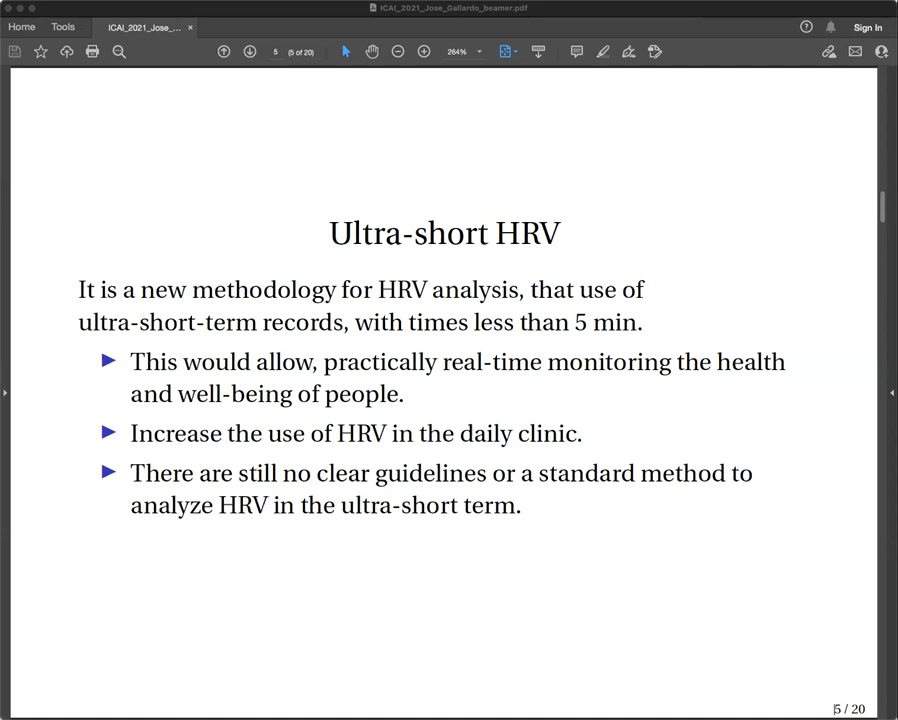 ICAI_2021_Jose_Gallardo_beamer.pdf
Home Tools ICAI_2021_Jose_... × Sign In
5 (5 of 20) 264%
Ultra-short HRV
It is a new methodology for HRV analysis, that use of
ultra-short-term records, with times less than 5 min.
This would allow, practically real-time monitoring the health
and well-being of people.
Increase the use of HRV in the daily clinic.
There are still no clear guidelines or a standard method to
analyze HRV in the ultra-short term.
5 / 20